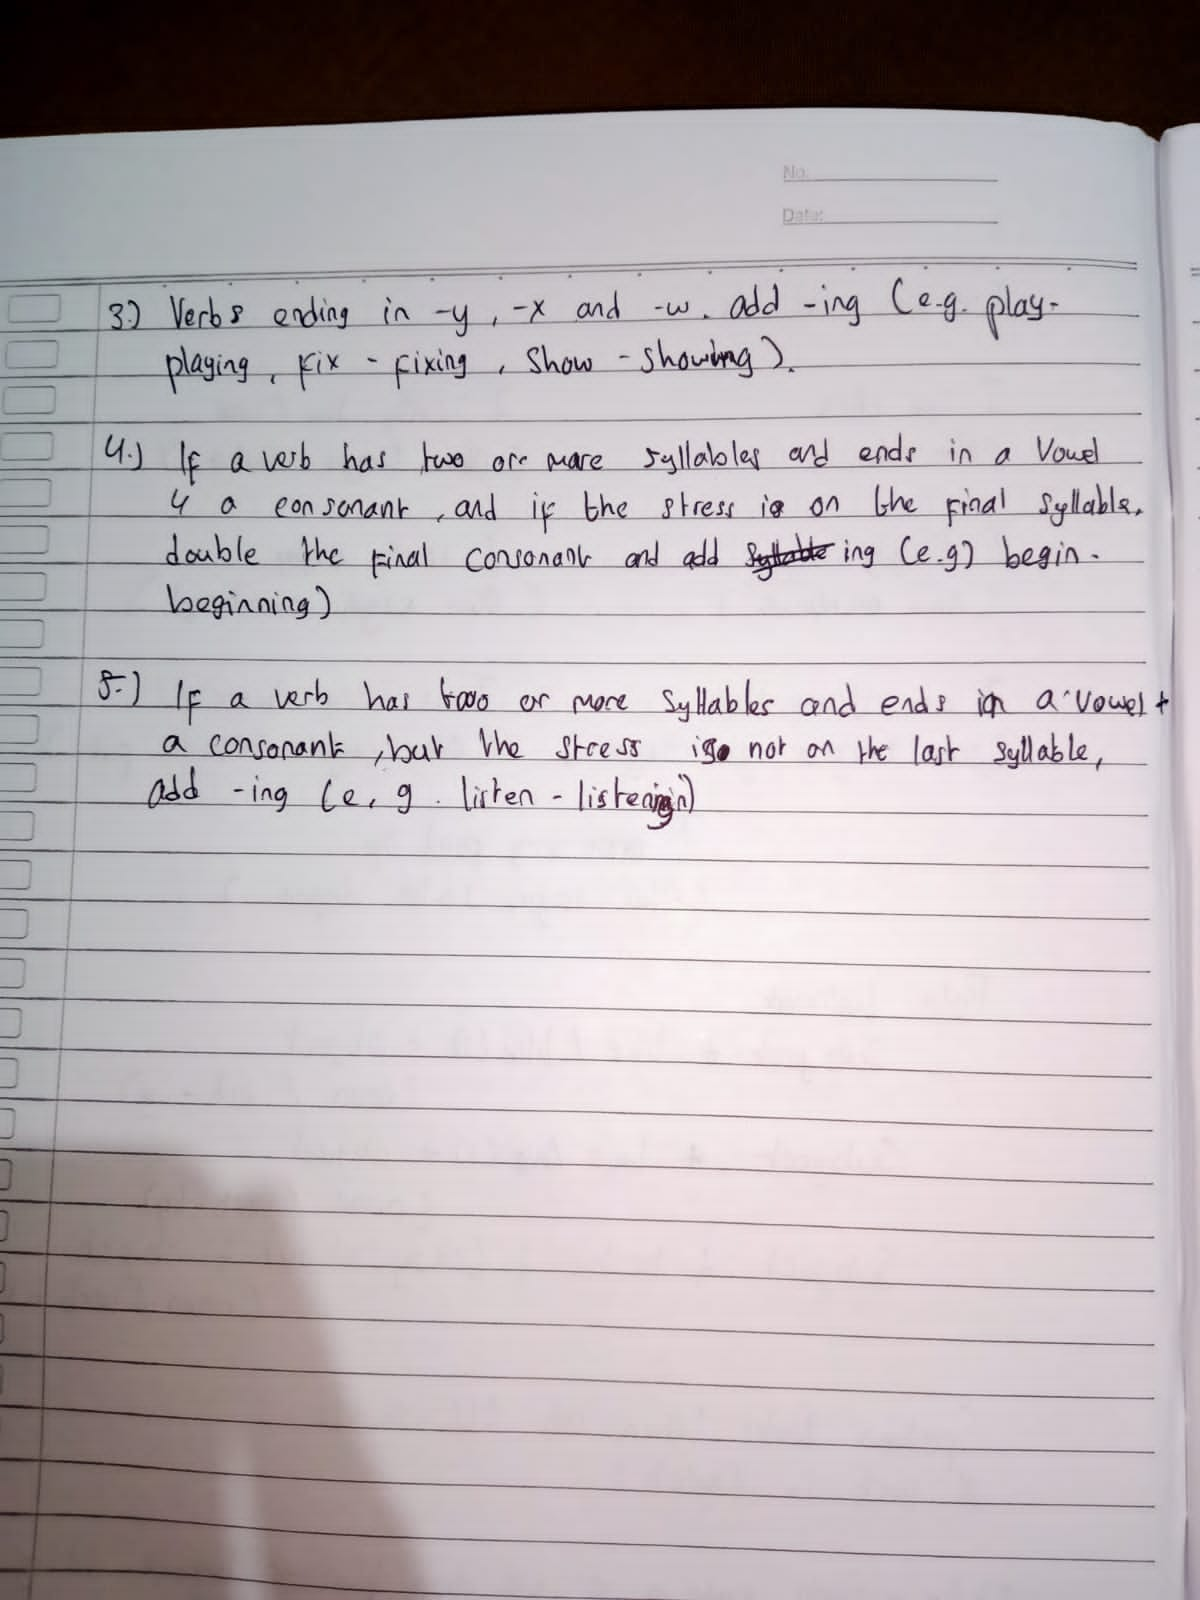 No.
Date:
3.) Verbs ending in -y, -x and -w. add -ing (e.g. play-
playing, fix - fixing, show - showing).
4.) If a verb has two or more syllables and ends in a vowel
4 a consonant, and if the stress is on the final syllable,
double the final consonant and add ing (e.g) begin -
beginning)
5.) If a verb has two or more syllables and ends in a vowel +
a consonant, but the stress is not on the last syllable,
add -ing (e.g. listen -